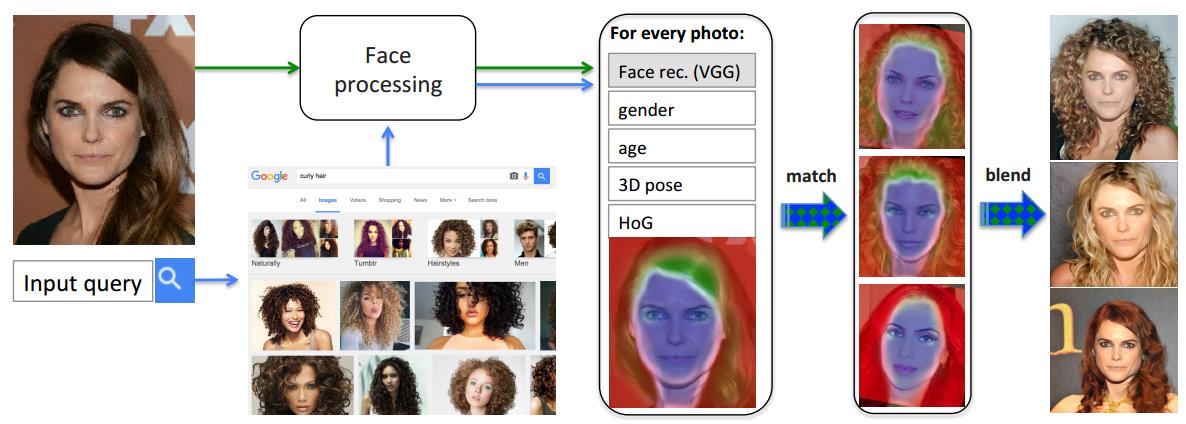 FX
Input query
Face
processing
Google
curly hair
All Images Videos Shopping News More Search tools
Naturally Tumblr Hairstyles Men
For every photo:
Face rec. (VGG)
gender
age
3D pose
HoG
match
blend